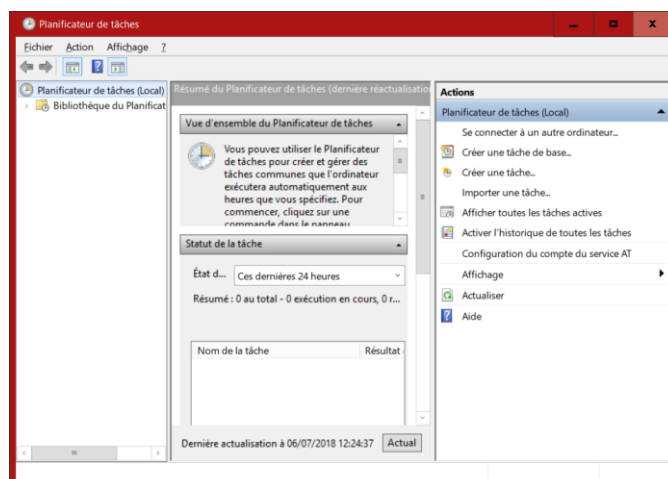 Planificateur de tâches
Fichier Action Affichage ?
Planificateur de tâches (Local)
Bibliothèque du Planificat
Résumé du Planificateur de tâches (dernière réactualisation
Vue d'ensemble du Planificateur de tâches
Vous pouvez utiliser le Planificateur
de tâches pour créer et gérer des
tâches communes que l'ordinateur
exécutera automatiquement aux
heures que vous spécifiez. Pour
commencer, cliquez sur une
commande dans le panneau
Statut de la tâche
État d... Ces dernières 24 heures
Résumé : 0 au total - 0 exécution en cours, 0 r...
Nom de la tâche Résultat
Dernière actualisation à 06/07/2018 12:24:37 Actual
Actions
Planificateur de tâches (Local)
Se connecter à un autre ordinateur...
Créer une tâche de base...
Créer une tâche...
Importer une tâche...
Afficher toutes les tâches actives
Activer l'historique de toutes les tâches
Configuration du compte du service AT
Affichage
Actualiser
Aide